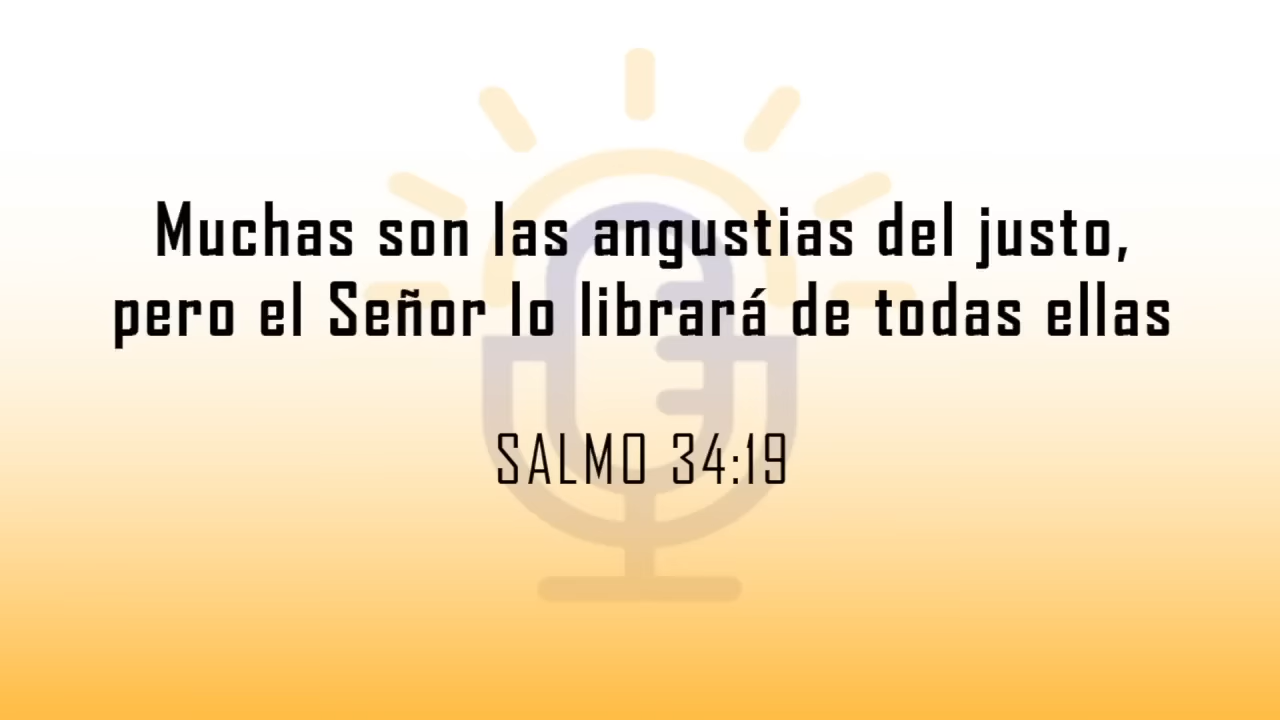 Muchas son las angustias del justo,
pero el Señor lo librará de todas ellas
SALMO 34:19